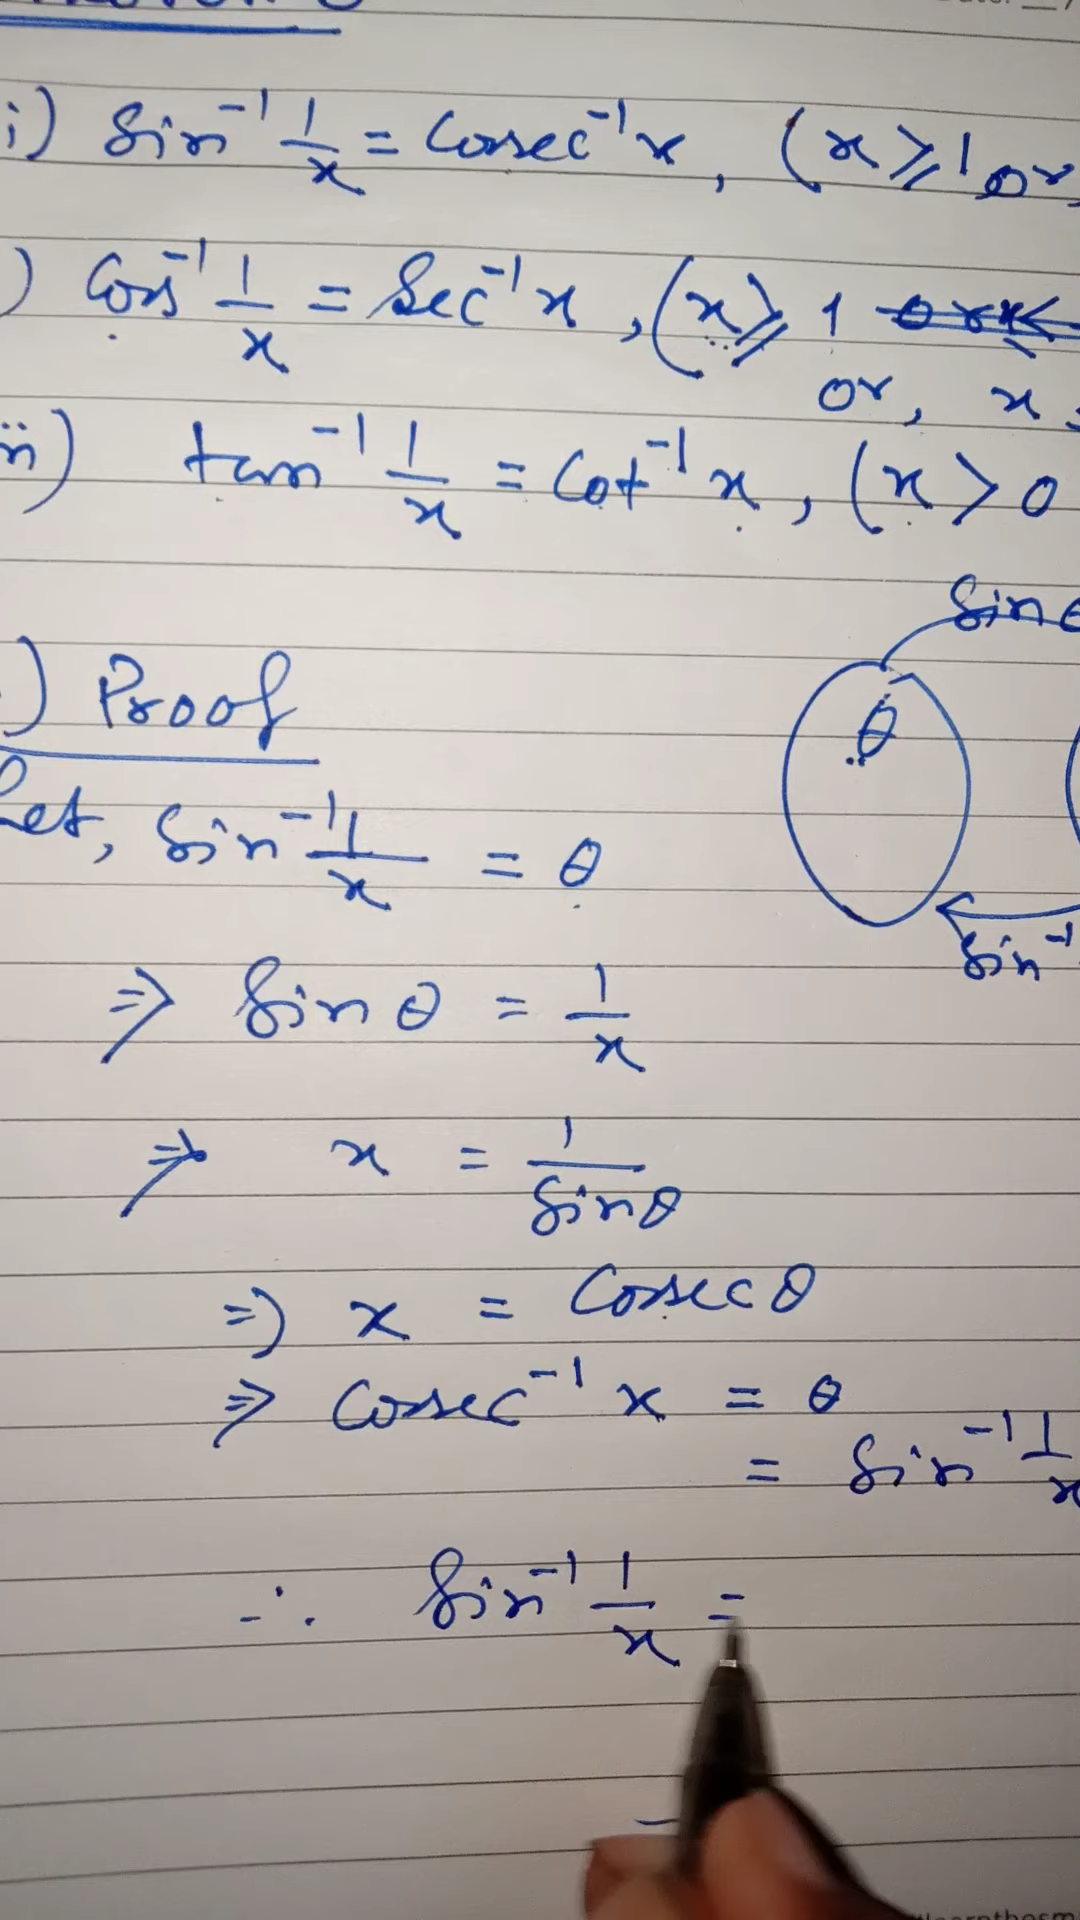 i) Sin⁻¹ 1/x = Cosec⁻¹x, (x ≥ 1 or,
) Cos⁻¹ 1/x = Sec⁻¹x, (x ≥ 1
or, x
ii) tan⁻¹ 1/x = Cot⁻¹x, (x > 0
Sin θ
) Proof
θ
Let, Sin⁻¹ 1/x = θ
Sin⁻¹
⇒ Sin θ = 1/x
⇒ x = 1/Sinθ
⇒ x = Cosec θ
⇒ Cosec⁻¹ x = θ
= Sin⁻¹ 1/x
∴ Sin⁻¹ 1/x =